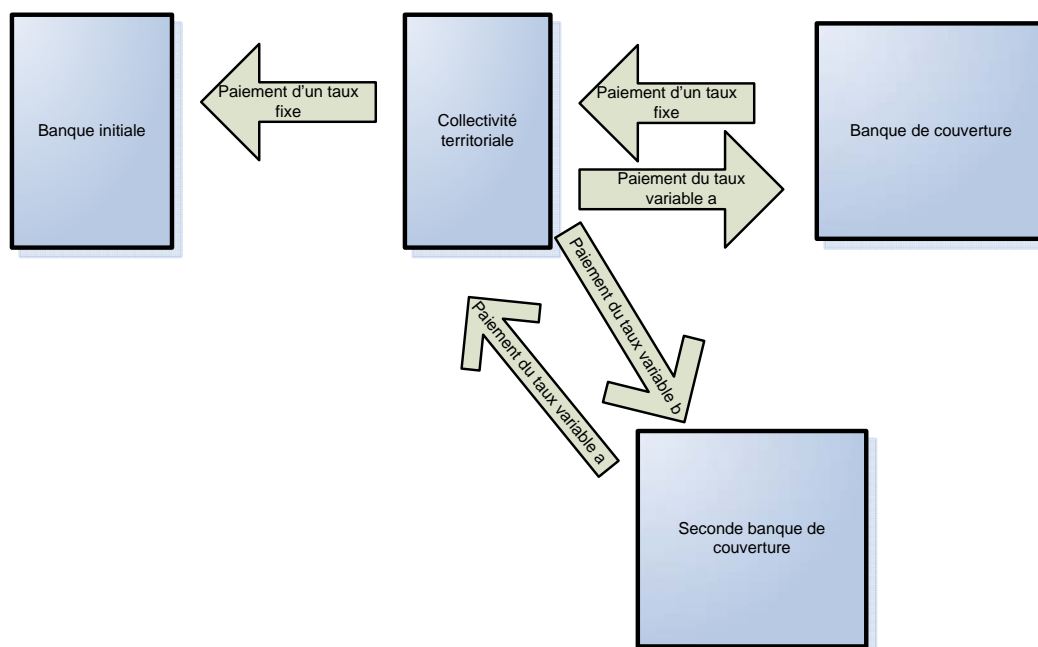 Banque initiale
Paiement d'un taux
fixe
Collectivité
territoriale
Paiement d'un taux
fixe
Paiement du taux
variable a
Banque de couverture
Paiement du taux variable b
Paiement du taux variable a
Seconde banque de
couverture